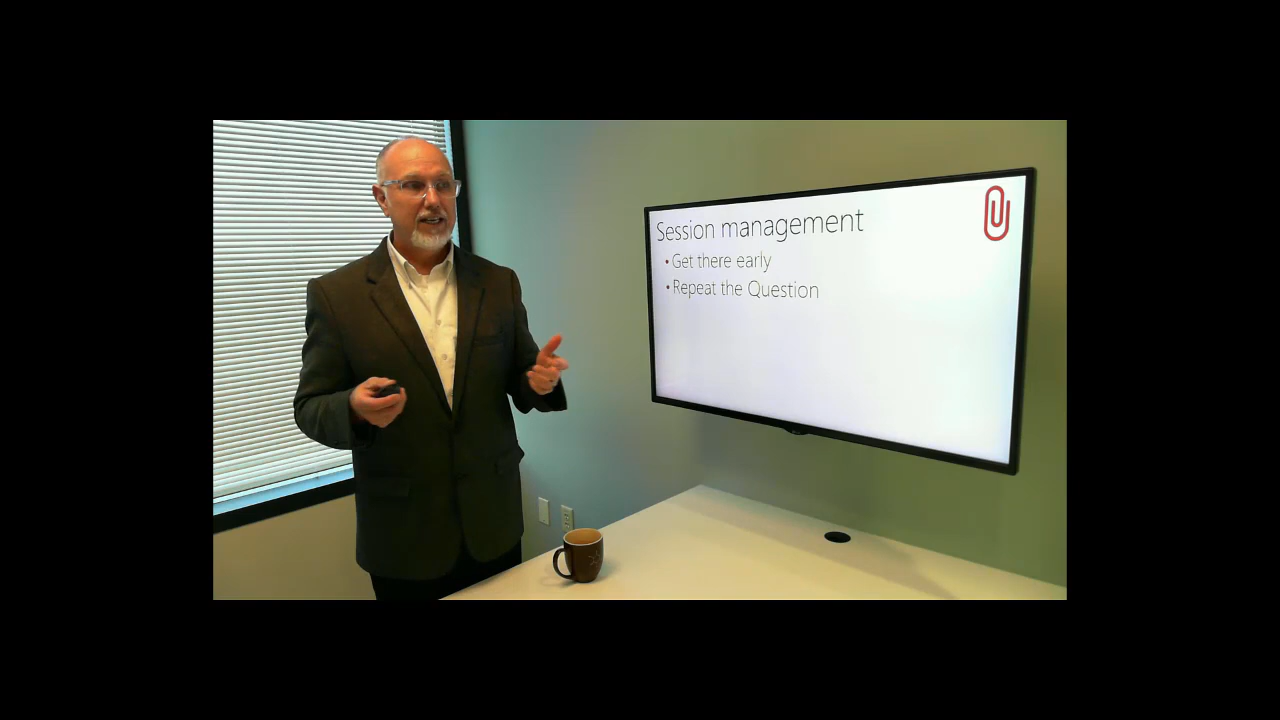 Session management
• Get there early
• Repeat the Question